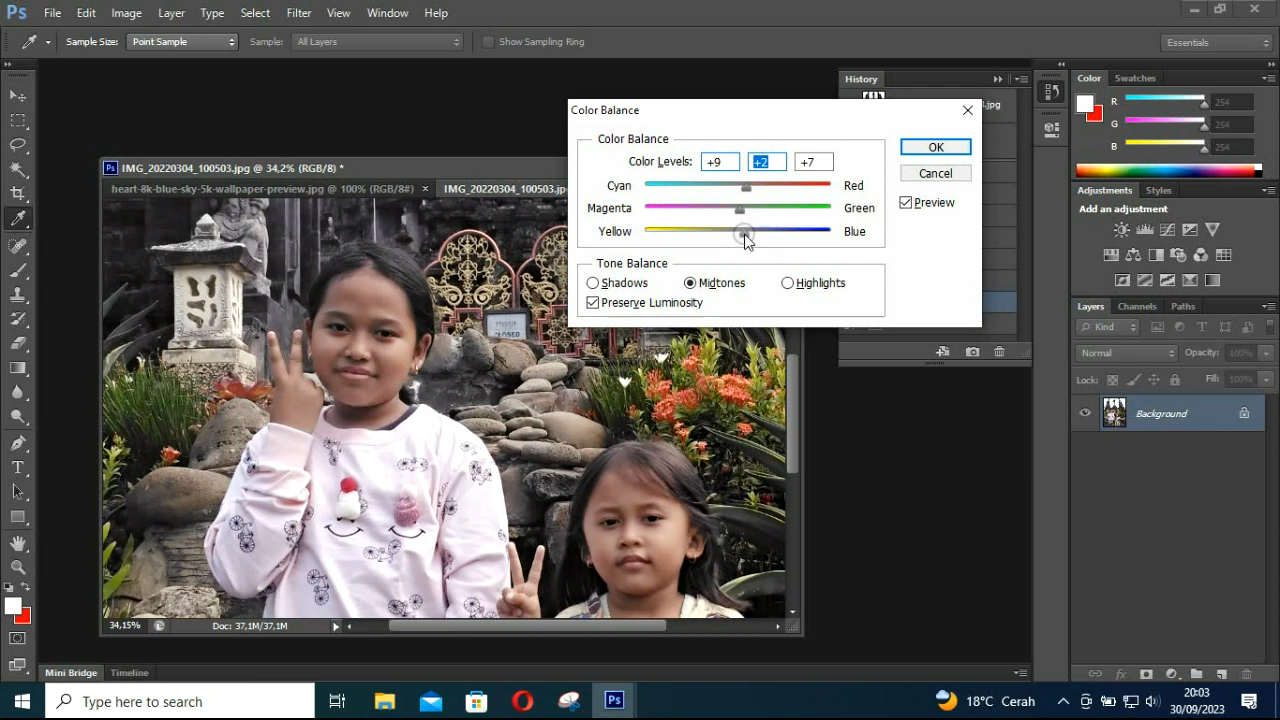 Ps File Edit Image Layer Type Select Filter View Window Help
Sample Size: Point Sample Sample: All Layers Show Sampling Ring Essentials
History
Color Swatches
Color Balance
R 254
G 254
B 254
Color Balance
Color Levels: +9 +2 +7
OK
Cyan Red
Cancel
Magenta Green
Preview
Yellow Blue
Tone Balance
Shadows Midtones Highlights
Preserve Luminosity
IMG_20220304_100503.jpg @ 34,2% (RGB/8) *
heart-8k-blue-sky-5k-wallpaper-preview.jpg @ 100% (RGB/8#) IMG_20220304_100503.jp
Adjustments Styles
Add an adjustment
Layers Channels Paths
Kind
Normal Opacity: 100%
Lock: Fill: 100%
Background
CLOSED
34,15% Doc: 37,1M/37,1M
Mini Bridge Timeline
Type here to search
Ps
18°C Cerah
20:03
30/09/2023